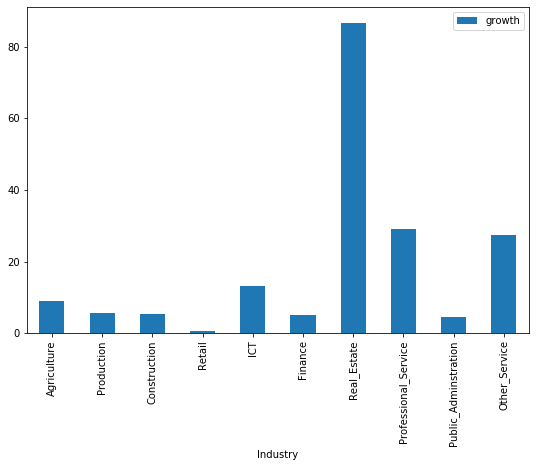 growth
80
60
40
20
0
Agriculture
Production
Construction
Retail
ICT
Finance
Real_Estate
Professional_Service
Public_Adminstration
Other_Service
Industry